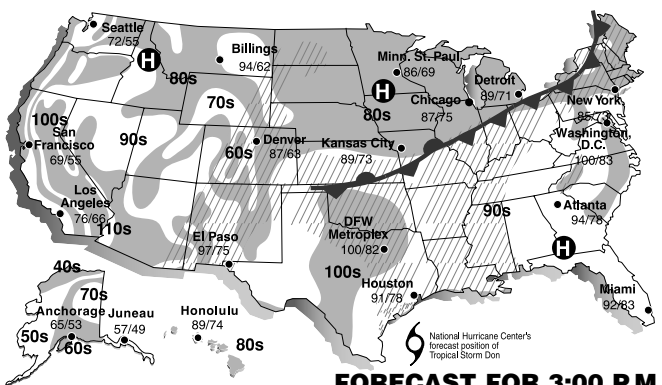 Seattle
72/55
H
Billings
94/62
80s
70s
Minn. St. Paul
86/69
H
Detroit
89/71
Chicago
87/75
80s
New York
85/73
Washington,
D.C.
100/83
100s
San
Francisco
69/55
90s
60s
Denver
87/63
Kansas City
89/73
Los
Angeles
76/66
110s
El Paso
97/75
DFW
Metroplex
100/82
100s
Houston
91/78
90s
Atlanta
94/78
H
Miami
92/83
40s
70s
Anchorage
65/53
50s
60s
Juneau
57/49
Honolulu
89/74
80s
National Hurricane Center's
forecast position of
Tropical Storm Don
FORECAST FOR 3:00 P.M